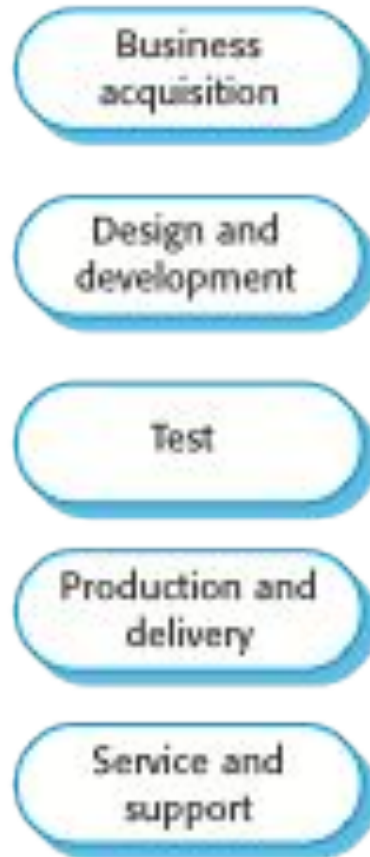 Business
acquisition
Design and
development
Test
Production and
delivery
Service and
support